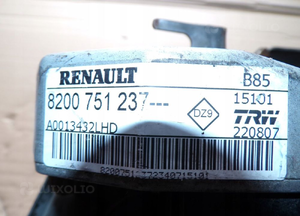 RENAULT
B85
8200 751 237---
15101
DZ9
TRW
A0013432LHD
220807